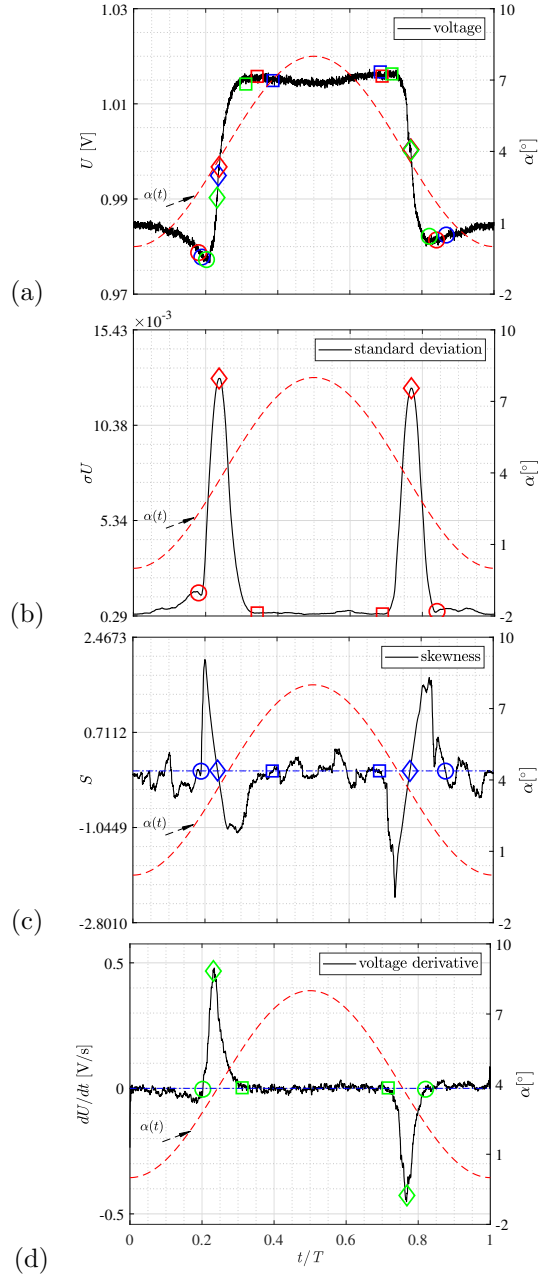 1.03
1.01
0.99
0.97
U [V]
10
7
4
1
-2
α[°]
voltage
α(t)
(a)
×10⁻³
15.43
10.38
5.34
0.29
σU
10
7
4
1
-2
α[°]
standard deviation
α(t)
(b)
2.4673
0.7112
-1.0449
-2.8010
S
10
7
4
1
-2
α[°]
skewness
α(t)
(c)
0.5
0
-0.5
dU/dt [V/s]
10
7
4
1
-2
α[°]
voltage derivative
α(t)
0
0.2
0.4
0.6
0.8
1
t/T
(d)